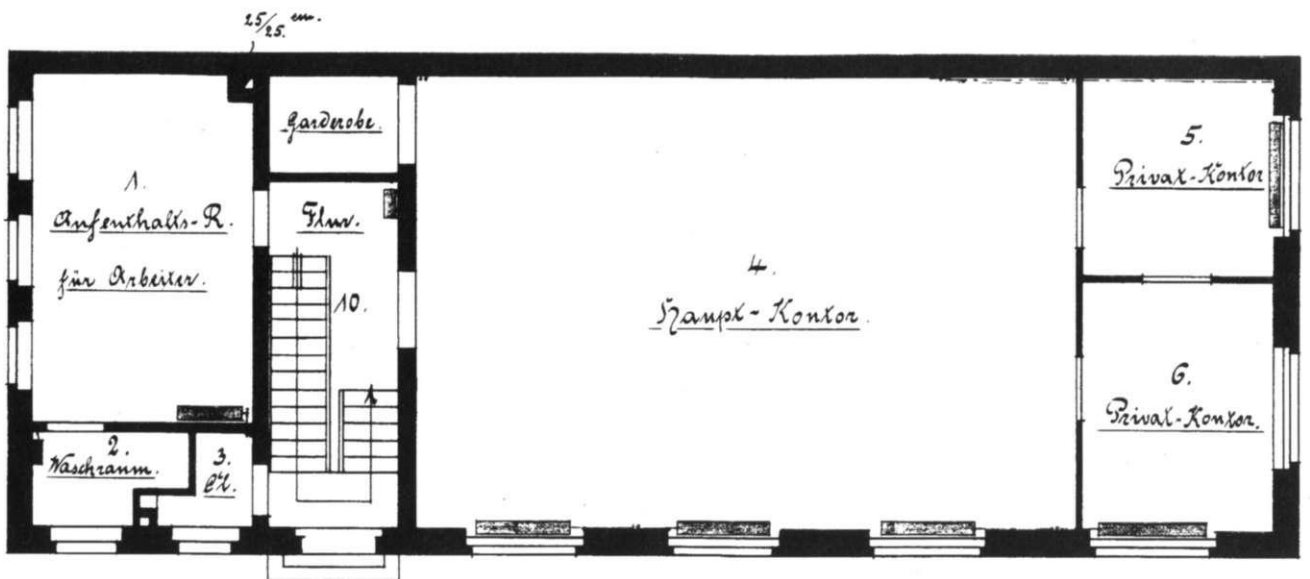 25/25. cm.
Garderobe.
1.
Aufenthalts-R.
für Arbeiter.
Flur.
10.
4.
Haupt-Kontor.
5.
Privat-Kontor
6.
Privat-Kontor.
2.
Waschraum.
3.